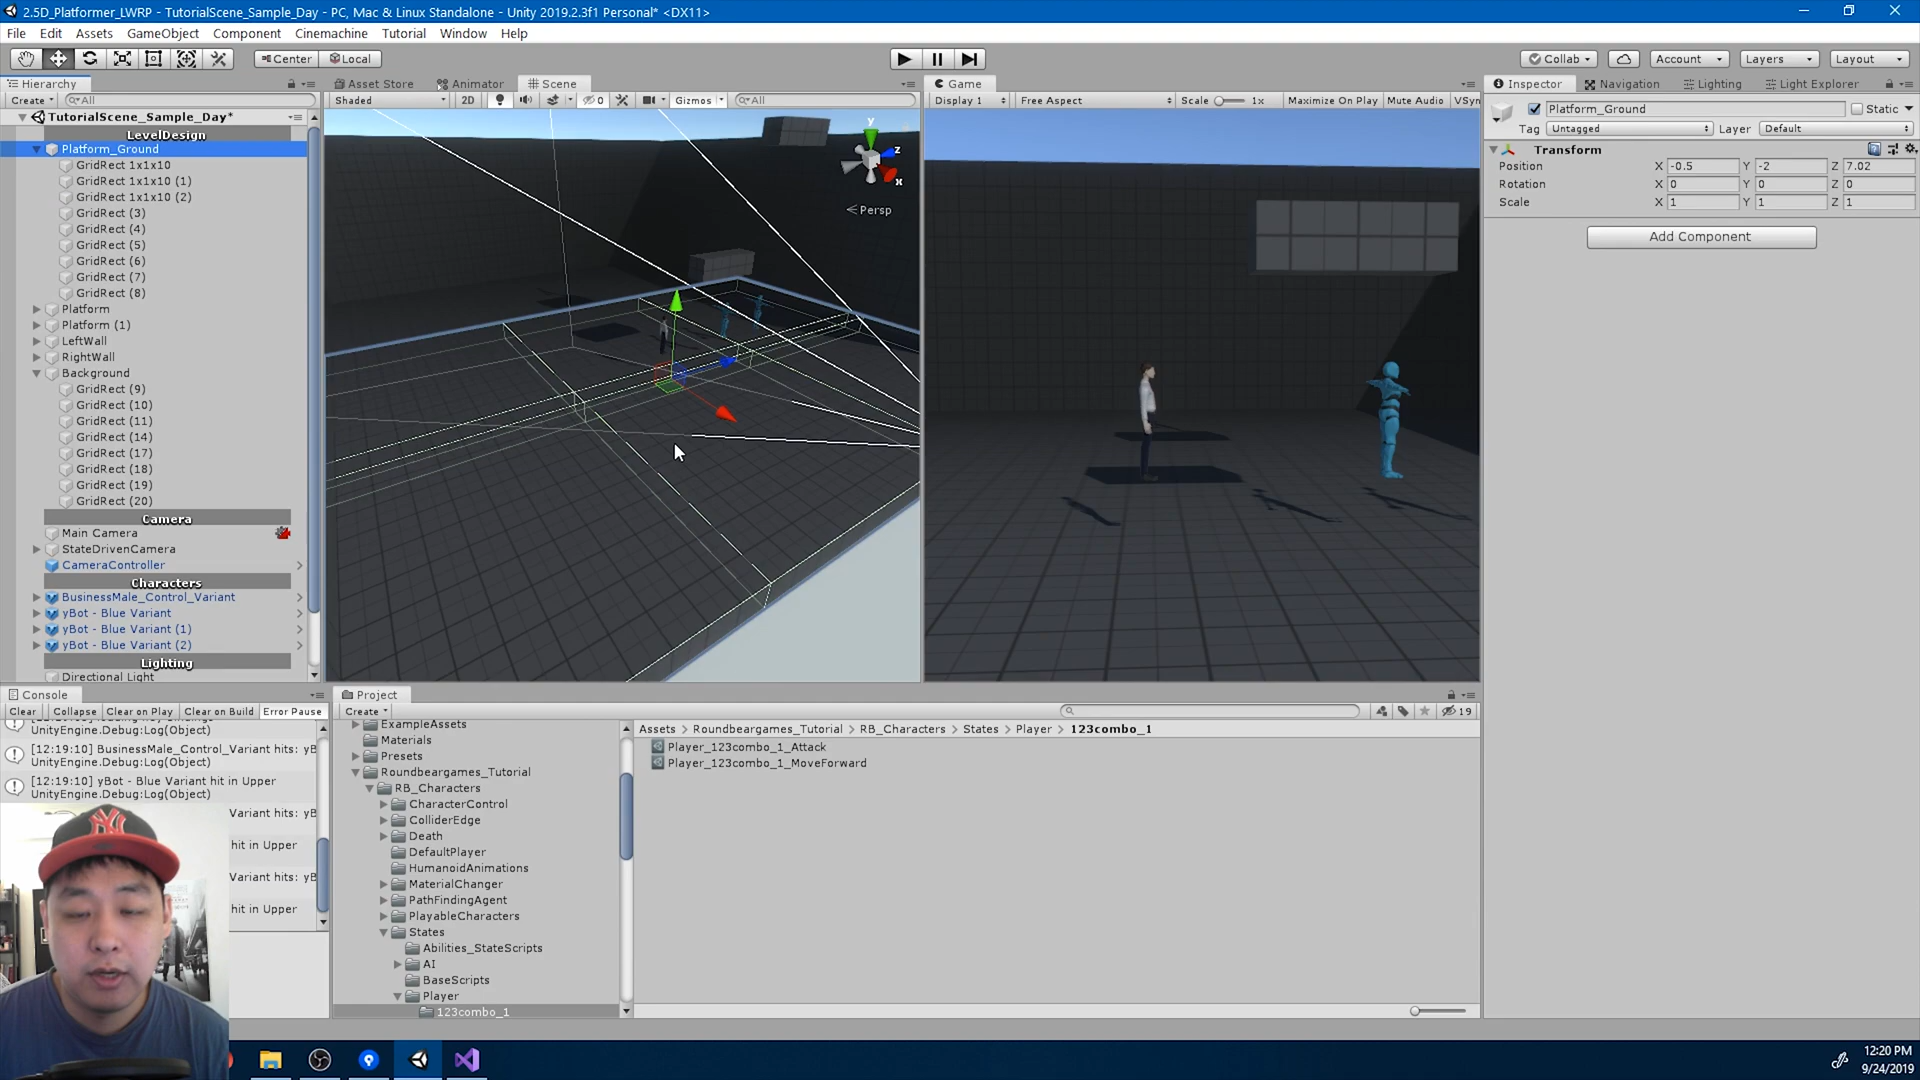 2.5D_Platformer_LWRP - TutorialScene_Sample_Day - PC, Mac & Linux Standalone - Unity 2019.2.3f1 Personal* <DX11>
File Edit Assets GameObject Component Cinemachine Tutorial Window Help
Center Local
Collab Account Layers Layout
Hierarchy
Create All
TutorialScene_Sample_Day*
LevelDesign
Platform_Ground
GridRect 1x1x10
GridRect 1x1x10 (1)
GridRect 1x1x10 (2)
GridRect (3)
GridRect (4)
GridRect (5)
GridRect (6)
GridRect (7)
GridRect (8)
Platform
Platform (1)
LeftWall
RightWall
Background
GridRect (9)
GridRect (10)
GridRect (11)
GridRect (14)
GridRect (17)
GridRect (18)
GridRect (19)
GridRect (20)
Camera
Main Camera
StateDrivenCamera
CameraController
Characters
BusinessMale_Control_Variant
yBot - Blue Variant
yBot - Blue Variant (1)
yBot - Blue Variant (2)
Lighting
Directional Light
Asset Store Animator Scene
Shaded 2D 0 Gizmos All
y
z
x
Persp
Game
Display 1 Free Aspect Scale 1x Maximize On Play Mute Audio VSyn
Inspector Navigation Lighting Light Explorer
Platform_Ground Static
Tag Untagged Layer Default
Transform
Position X -0.5 Y -2 Z 7.02
Rotation X 0 Y 0 Z 0
Scale X 1 Y 1 Z 1
Add Component
Console
Clear Collapse Clear on Play Clear on Build Error Pause
UnityEngine.Debug:Log(Object)
[12:19:10] BusinessMale_Control_Variant hits: yB
UnityEngine.Debug:Log(Object)
[12:19:10] yBot - Blue Variant hit in Upper
UnityEngine.Debug:Log(Object)
Variant hits: yB
hit in Upper
Variant hits: yB
hit in Upper
Project
Create
19
ExampleAssets
Materials
Presets
Roundbeargames_Tutorial
RB_Characters
CharacterControl
ColliderEdge
Death
DefaultPlayer
HumanoidAnimations
MaterialChanger
PathFindingAgent
PlayableCharacters
States
Abilities_StateScripts
AI
BaseScripts
Player
123combo_1
Assets > Roundbeargames_Tutorial > RB_Characters > States > Player > 123combo_1
Player_123combo_1_Attack
Player_123combo_1_MoveForward
12:20 PM
9/24/2019